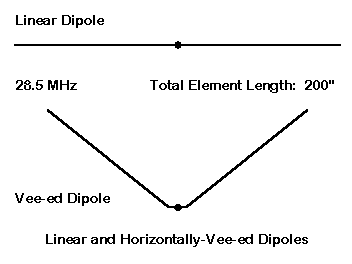 Linear Dipole
28.5 MHz Total Element Length: 200"
Vee-ed Dipole
Linear and Horizontally-Vee-ed Dipoles